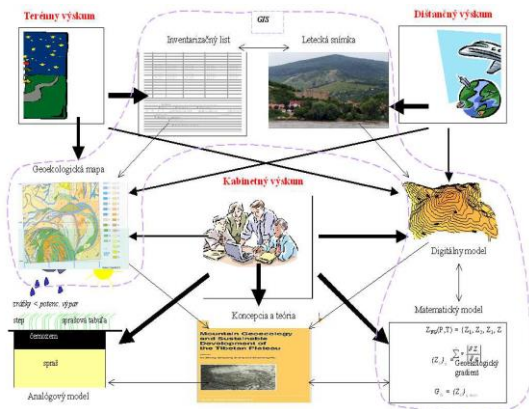 Terénny výskum
GIS
Dištančný výskum
Inventarizačný list
Letecká snímka
Geoekologická mapa
Kabinetný výskum
Digitálny model
zrážky < potenc. výpar
step
sprašová tabuľa
černozem
spraš
Analógový model
Koncepcia a teória
Mountain Geoecology
and Sustainable
Development of
the Tibetan Plateau
Matematický model
Geoekologický
gradient